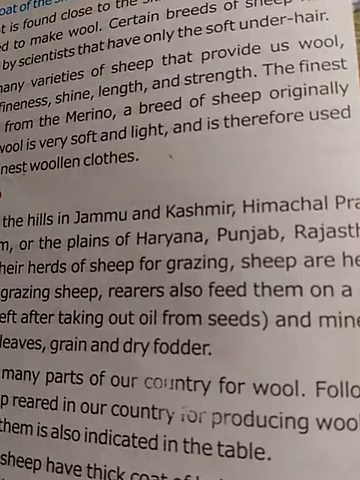 oat of the
t is found close to the
ed to make wool. Certain breeds of sheep
by scientists that have only the soft under-hair.
many varieties of sheep that provide us wool,
fineness, shine, length, and strength. The finest
from the Merino, a breed of sheep originally
wool is very soft and light, and is therefore used
nest woollen clothes.
the hills in Jammu and Kashmir, Himachal Pra
m, or the plains of Haryana, Punjab, Rajasth
heir herds of sheep for grazing, sheep are he
grazing sheep, rearers also feed them on a
eft after taking out oil from seeds) and mine
leaves, grain and dry fodder.
many parts of our country for wool. Follo
p reared in our country for producing woo
them is also indicated in the table.
sheep have thick coat of